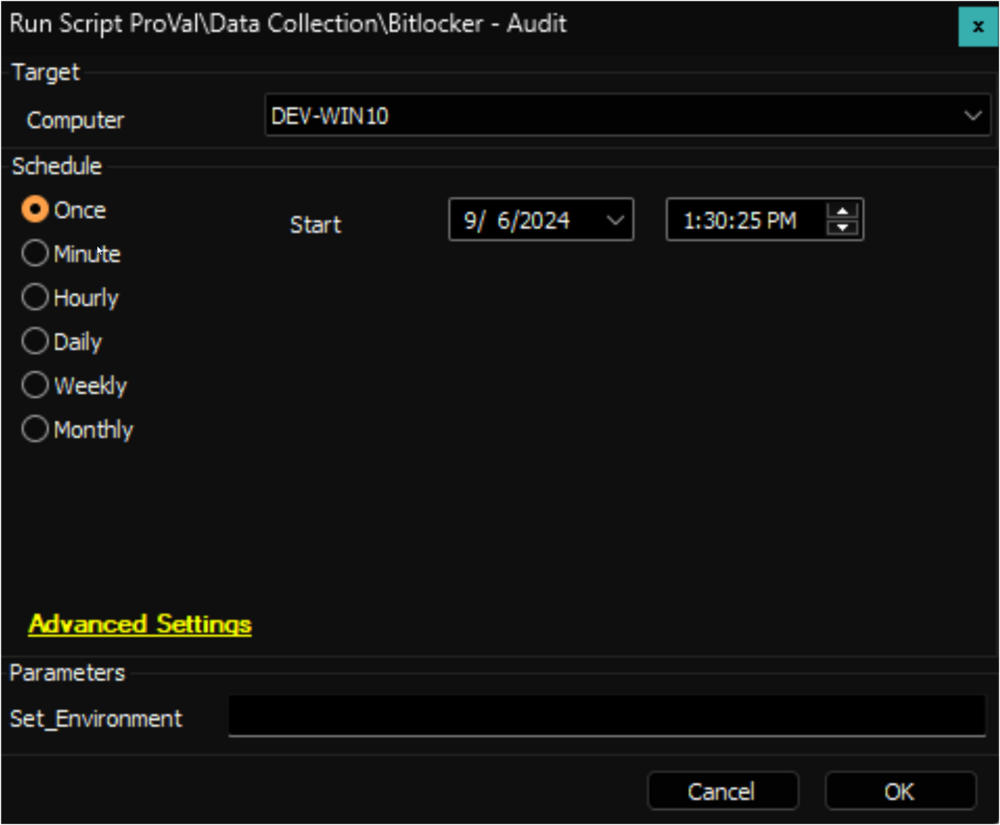 Run Script ProVal\Data Collection\Bitlocker - Audit x
Target
Computer DEV-WIN10
Schedule
Once
Start 9/ 6/2024 1:30:25 PM
Minute
Hourly
Daily
Weekly
Monthly
Advanced Settings
Parameters
Set_Environment
Cancel OK